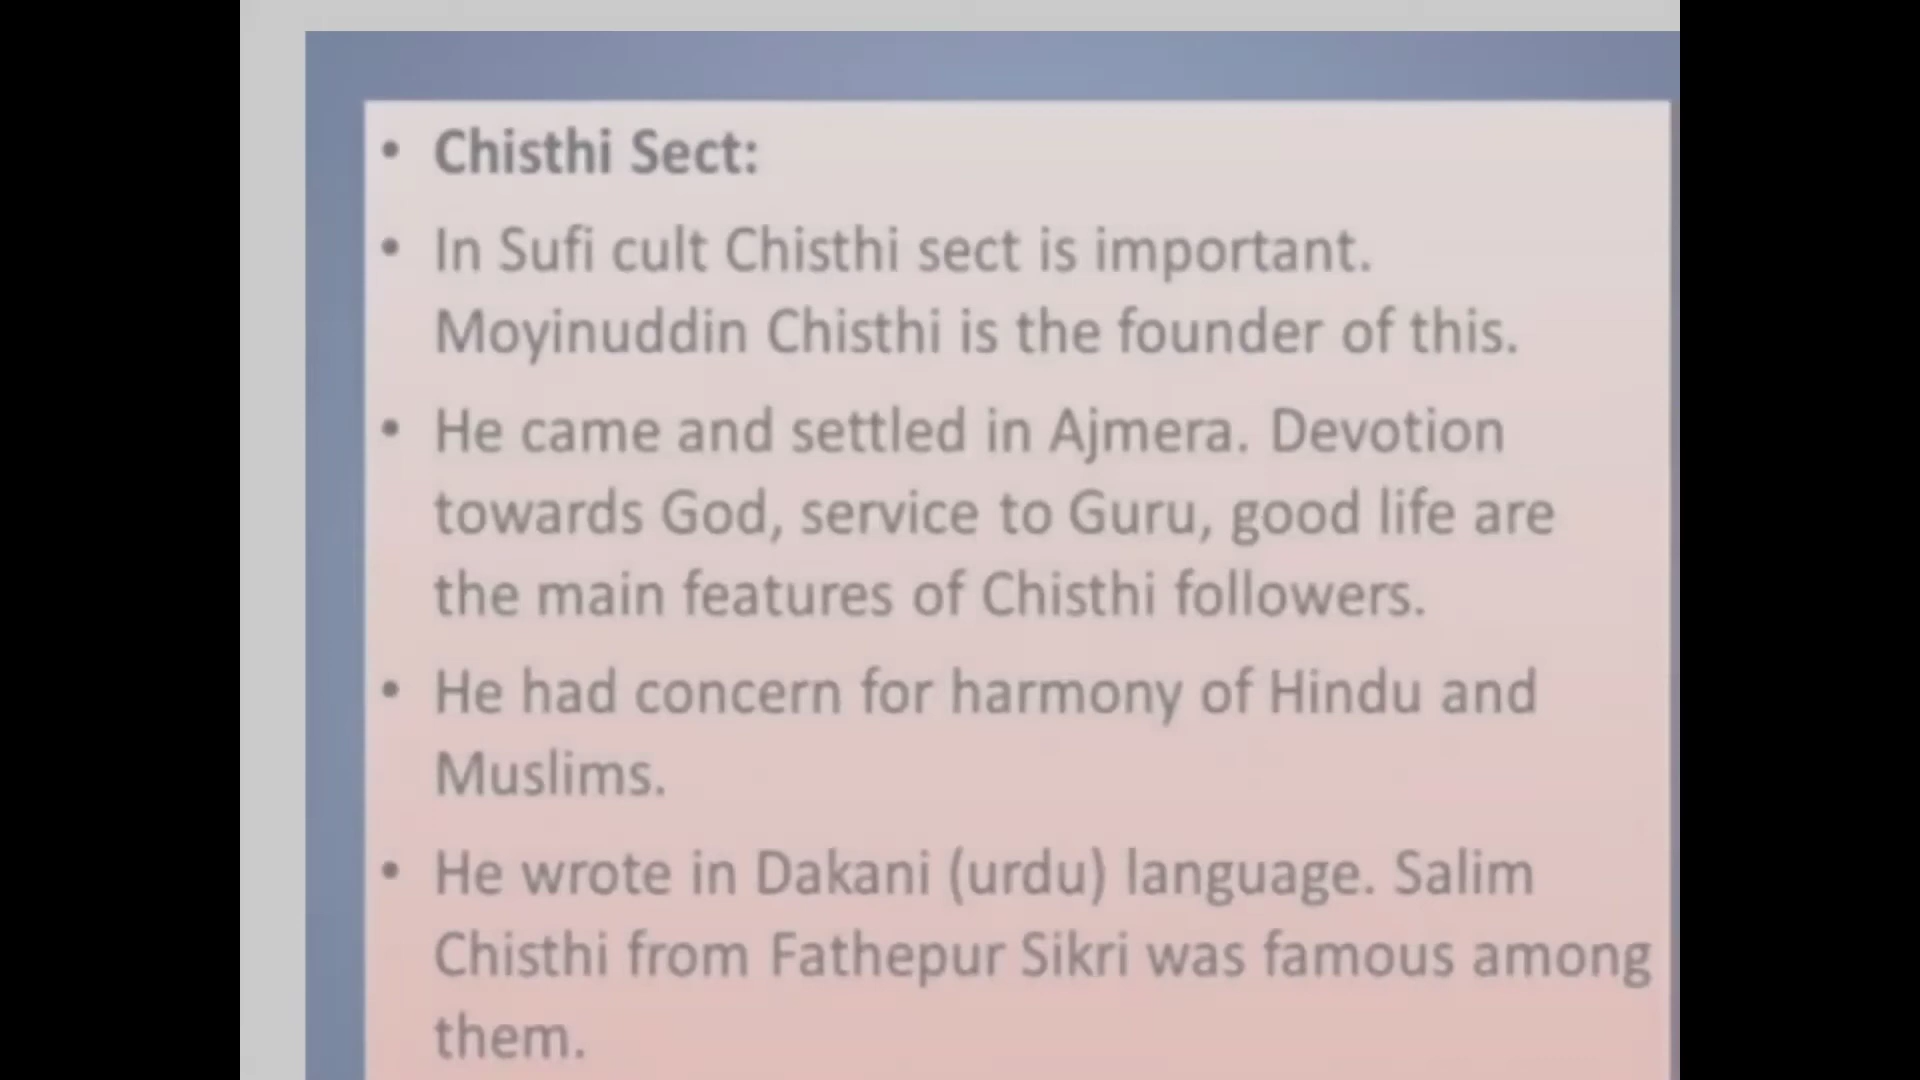 • Chisthi Sect:
• In Sufi cult Chisthi sect is important.
Moyinuddin Chisthi is the founder of this.
• He came and settled in Ajmera. Devotion
towards God, service to Guru, good life are
the main features of Chisthi followers.
• He had concern for harmony of Hindu and
Muslims.
• He wrote in Dakani (urdu) language. Salim
Chisthi from Fathepur Sikri was famous among
them.